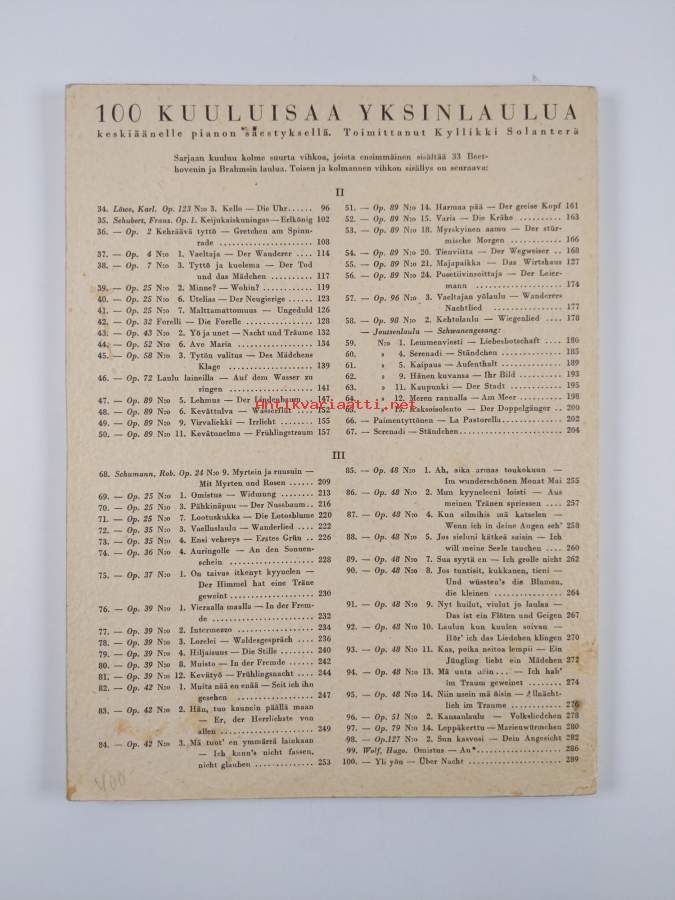 100 KUULUISAA YKSINLAULUA
keskiäänelle pianon säestyksellä. Toimittanut Kyllikki Solanterä
Sarjaan kuuluu kolme suurta vihkoa, joista ensimmäinen sisältää 33 Beet-
hovenin ja Brahmsin laulua. Toisen ja kolmannen vihkon sisällys on seuraava:
II
34. Löwe, Karl. Op. 123 N:o 3. Kello — Die Uhr...... 96
35. Schubert, Franz. Op. 1. Keijukaiskuningas — Erlkönig 102
36. — Op. 2 Kehräävä tyttö — Gretchen am Spinn-
rade .................... 108
37. — Op. 4 N:o 1. Vaeltaja — Der Wanderer .... 114
38. — Op. 7 N:o 3. Tyttö ja kuolema — Der Tod
und das Mädchen ........... 117
39. — Op. 25 N:o 2. Minne? — Wohin? ............ 119
40. — Op. 25 N:o 6. Utelias — Der Neugierige ...... 123
41. — Op. 25 N:o 7. Malttamattomuus — Ungeduld 126
42. — Op. 32 Forelli — Die Forelle ............... 128
43. — Op. 43 N:o 2. Yö ja unet — Nacht und Träume 132
44. — Op. 52 N:o 6. Ave Maria .................. 134
45. — Op. 58 N:o 3. Tytön valitus — Des Mädchens
Klage .................... 139
46. — Op. 72 Laulu laineilla — Auf dem Wasser zu
singen .................... 141
47. — Op. 89 N:o 5. Lehmus — Der Lindenbaum .. 147
48. — Op. 89 N:o 6. Kevättulva — Wasserflut .... 152
49. — Op. 89 N:o 9. Virvaliekki — Irrlicht ....... 155
50. — Op. 89 N:o 11. Kevätunelma — Frühlingstraum 157
51. — Op. 89 N:o 14. Harmaa pää — Der greise Kopf 161
52. — Op. 89 N:o 15. Varis — Die Krähe ........... 163
53. — Op. 89 N:o 18. Myrskyinen aamu — Der stür-
mische Morgen ............ 166
54. — Op. 89 N:o 20. Tienviitta — Der Wegweiser .. 168
55. — Op. 89 N:o 21. Majapaikka — Das Wirtshaus 127
56. — Op. 89 N:o 24. Posetiivinsoittaja — Der Leier-
mann .................... 174
57. — Op. 96 N:o 3. Vaeltajan yölaulu — Wanderers
Nachtlied ................ 177
58. — Op. 98 N:o 2. Kehtolaulu — Wiegenlied .... 178
— Joutsenlaulu — Schwanengesang:
59. N:o 1. Lemmenviesti — Liebesbotschaft .... 180
60. » 4. Serenadi — Ständchen .............. 185
61. » 5. Kaipaus — Aufenthalt .............. 189
62. » 9. Hänen kuvansa — Ihr Bild .......... 193
63. » 11. Kaupunki — Der Stadt ............. 195
64. » 12. Meren rannalla — Am Meer ........ 198
65. » 13. Kaksoisolento — Der Doppelgänger .. 200
66. — Paimentyttönen — La Pastorella............. 202
67. — Serenadi — Ständchen...................... 204
Antikvariaatti.net
III
68. Schumann, Rob. Op. 24 N:o 9. Myrtein ja ruusuin —
Mit Myrten und Rosen ...... 209
69. — Op. 25 N:o 1. Omistus — Widmung ........ 213
70. — Op. 25 N:o 3. Pähkinäpuu — Der Nussbaum .. 216
71. — Op. 25 N:o 7. Lootuskukka — Die Lotosblume 220
72. — Op. 35 N:o 3. Vaelluslaulu — Wanderlied .... 222
73. — Op. 35 N:o 4. Ensi vehreys — Erstes Grün .. 226
74. — Op. 36 N:o 4. Auringolle — An den Sonnen-
schein .................. 228
75. — Op. 37 N:o 1. On taivas itkenyt kyynelen —
Der Himmel hat eine Träne
geweint .................. 230
76. — Op. 39 N:o 1. Vieraalla maalla — In der Frem-
de ...................... 232
77. — Op. 39 N:o 2. Intermezzo ................. 234
78. — Op. 39 N:o 3. Lorelei — Waldesgespräch .... 236
79. — Op. 39 N:o 4. Hiljaisuus — Die Stille ....... 240
80. — Op. 39 N:o 8. Muisto — In der Fremde ..... 242
81. — Op. 39 N:o 12. Kevätyö — Frühlingsnacht .... 244
82. — Op. 42 N:o 1. Muita nää en enää — Seit ich ihn
gesehen .................. 247
83. — Op. 42 N:o 2. Hän, tuo kaunein päällä maan
— Er, der Herrlichste von
allen .................... 249
84. — Op. 42 N:o 3. Mä tuot' en ymmärrä laiukaan
— Ich kann's nicht fassen,
nicht glauben ............. 253
85. — Op. 48 N:o 1. Ah, aika armas toukokuun —
Im wunderschönen Monat Mai 255
86. — Op. 48 N:o 2. Mun kyyneleeni loisti — Aus
meinen Tränen spriessen .... 257
87. — Op. 48 N:o 4. Kun silmihis mä katselen —
Wenn ich in deine Augen seh' 258
88. — Op. 48 N:o 5. Jos sieluni kätkeä saisin — Ich
will meine Seele tauchen .... 260
89. — Op. 48 N:o 7. Sua syytä en — Ich grolle nicht 262
90. — Op. 48 N:o 8. Jos tuntisit, kukkanen, tieni —
Und wüssten's die Blumen,
die kleinen ............... 264
91. — Op. 48 N:o 9. Nyt huilut, viulut jo laulaa —
Das ist ein Flöten und Geigen 267
92. — Op. 48 N:o 10. Laulun kun kuulen soivan —
Hör' ich das Liedchen klingen 270
93. — Op. 48 N:o 11. Kas, poika neitoa lempii — Ein
Jüngling liebt ein Mädchen 272
94. — Op. 48 N:o 13. Mä unta — Ich hab'
im Traum geweinet ........ 274
95. — Op. 48 N:o 14. Niin usein mä öisin — Allnächt-
lich im Traume ........... 276
96. — Op. 51 N:o 2. Kansanlaulu — Volksliedchen 278
97. — Op. 79 N:o 14. Leppäkerttu — Marienwürmchen 280
98. — Op. 127 N:o 2. Sun kasvosi — Dein Angesicht 282
99. Wolf, Hugo. Omistus — An*.................. 286
100. — Yli yön — Über Nacht .................... 289
400